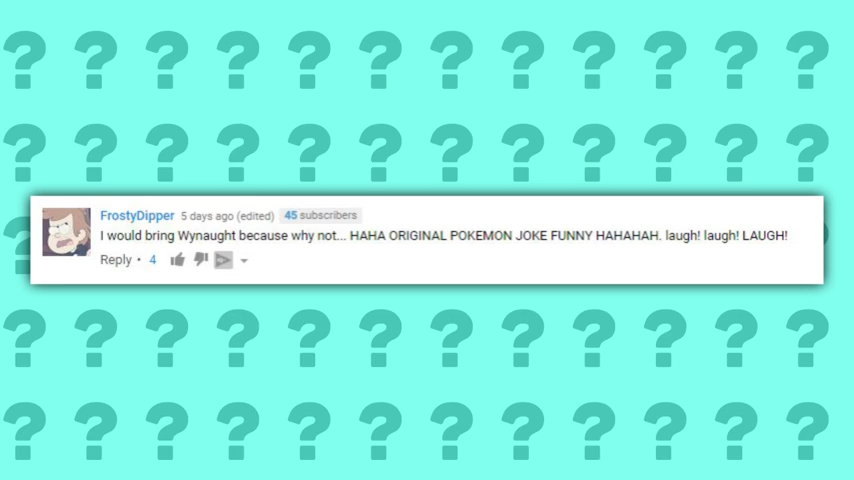 FrostyDipper 5 days ago (edited) 45 subscribers
I would bring Wynaught because why not... HAHA ORIGINAL POKEMON JOKE FUNNY HAHAHAH. laugh! laugh! LAUGH!
Reply • 4